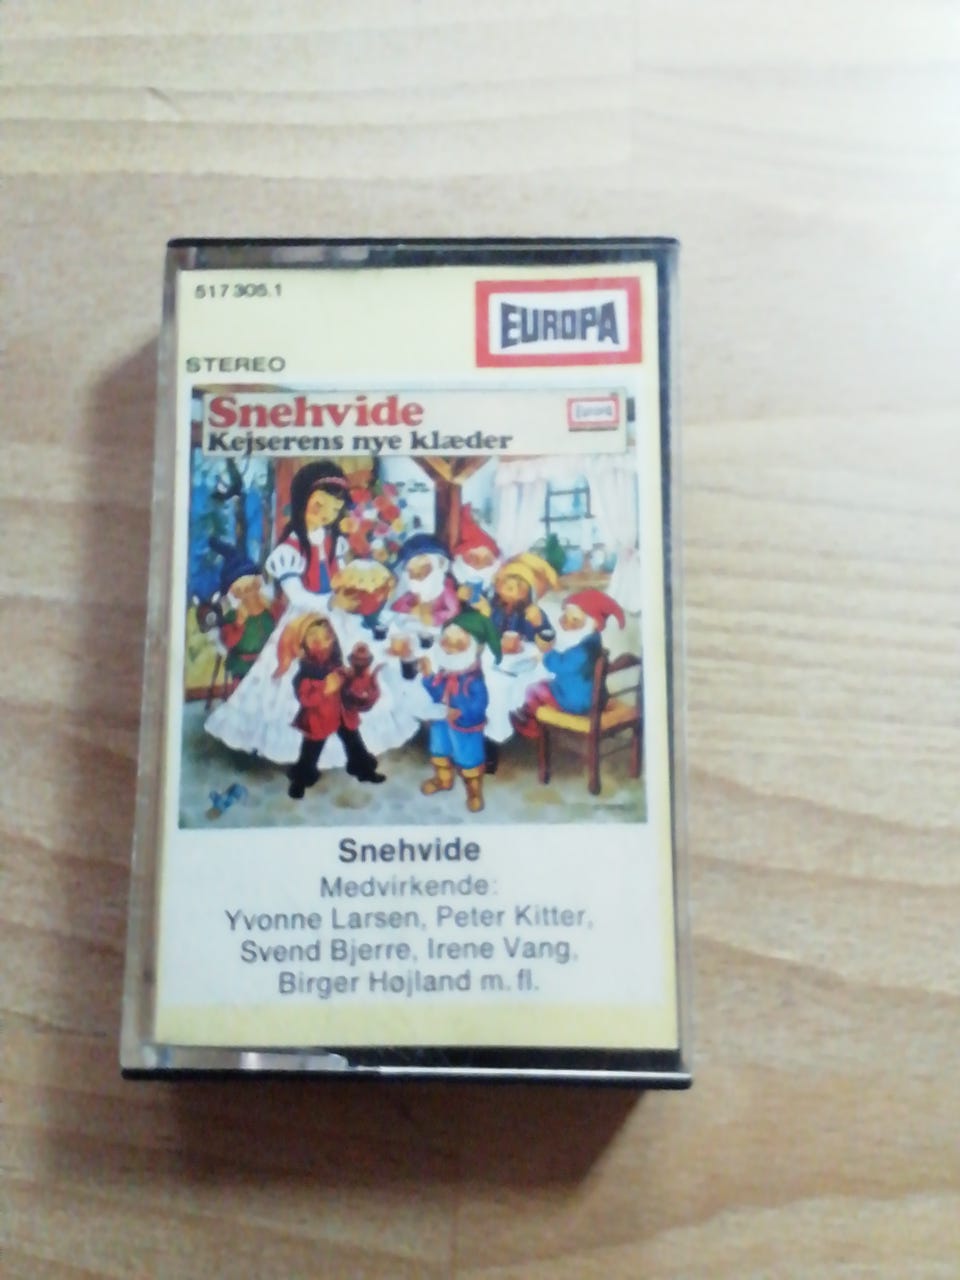 517 305.1
EUROPA
STEREO
Snehvide
Europa
Kejserens nye klæder
Snehvide
Medvirkende:
Yvonne Larsen, Peter Kitter,
Svend Bjerre, Irene Vang,
Birger Højland m. fl.